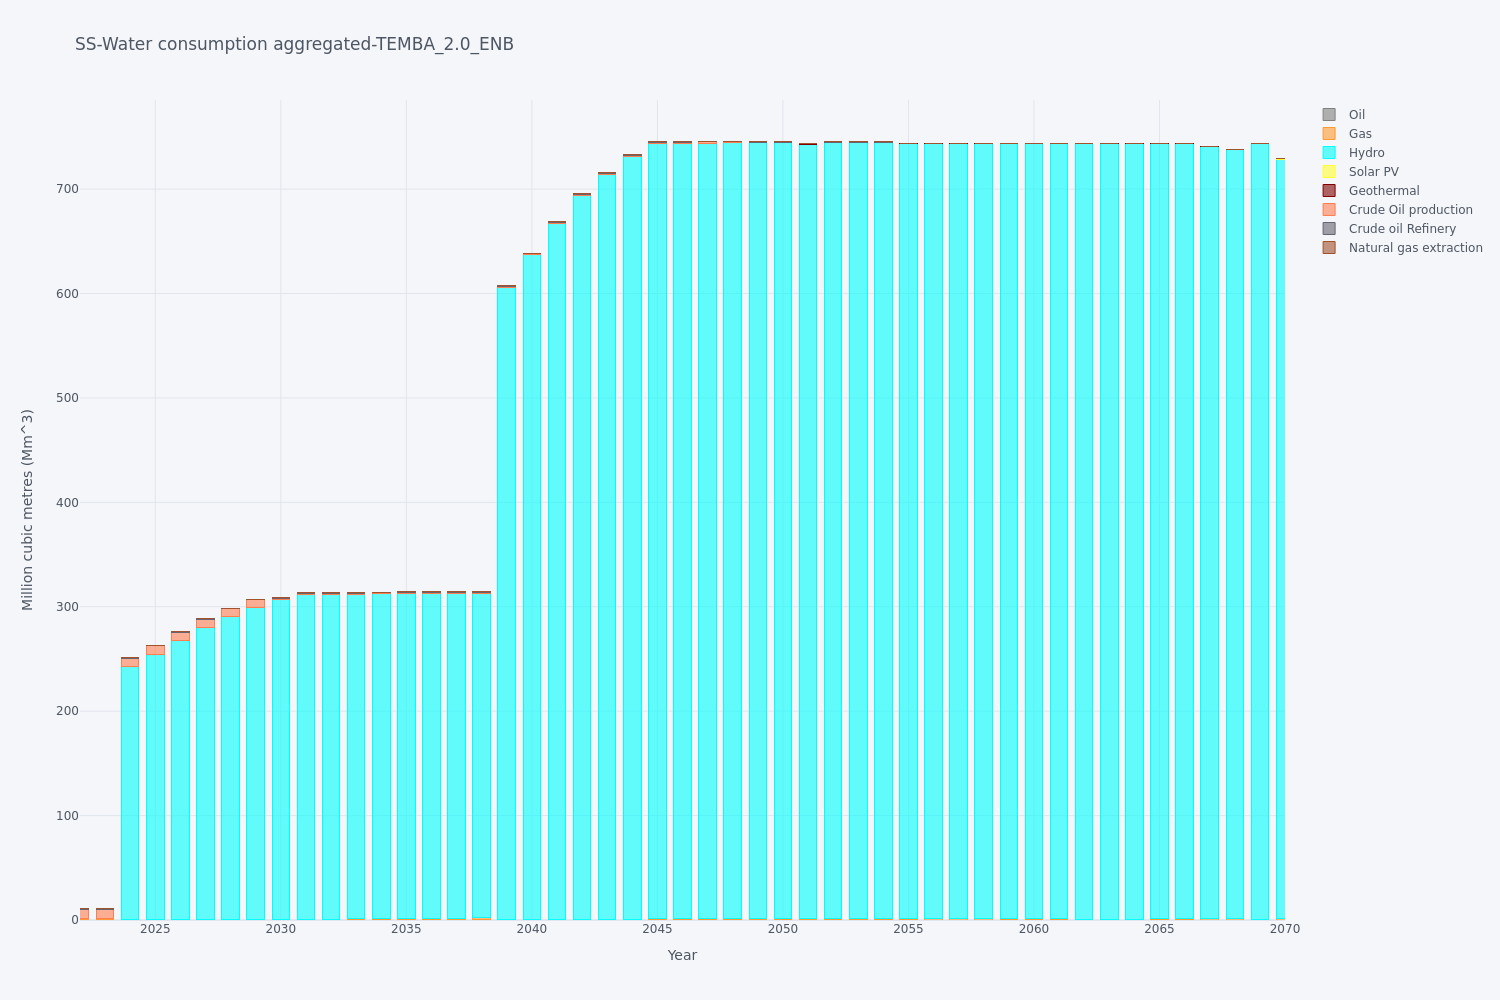 SS-Water consumption aggregated-TEMBA_2.0_ENB
Oil
Gas
Hydro
Solar PV
Geothermal
Crude Oil production
Crude oil Refinery
Natural gas extraction
Million cubic metres (Mm^3)
700
600
500
400
300
200
100
0
2025 2030 2035 2040 2045 2050 2055 2060 2065 2070
Year